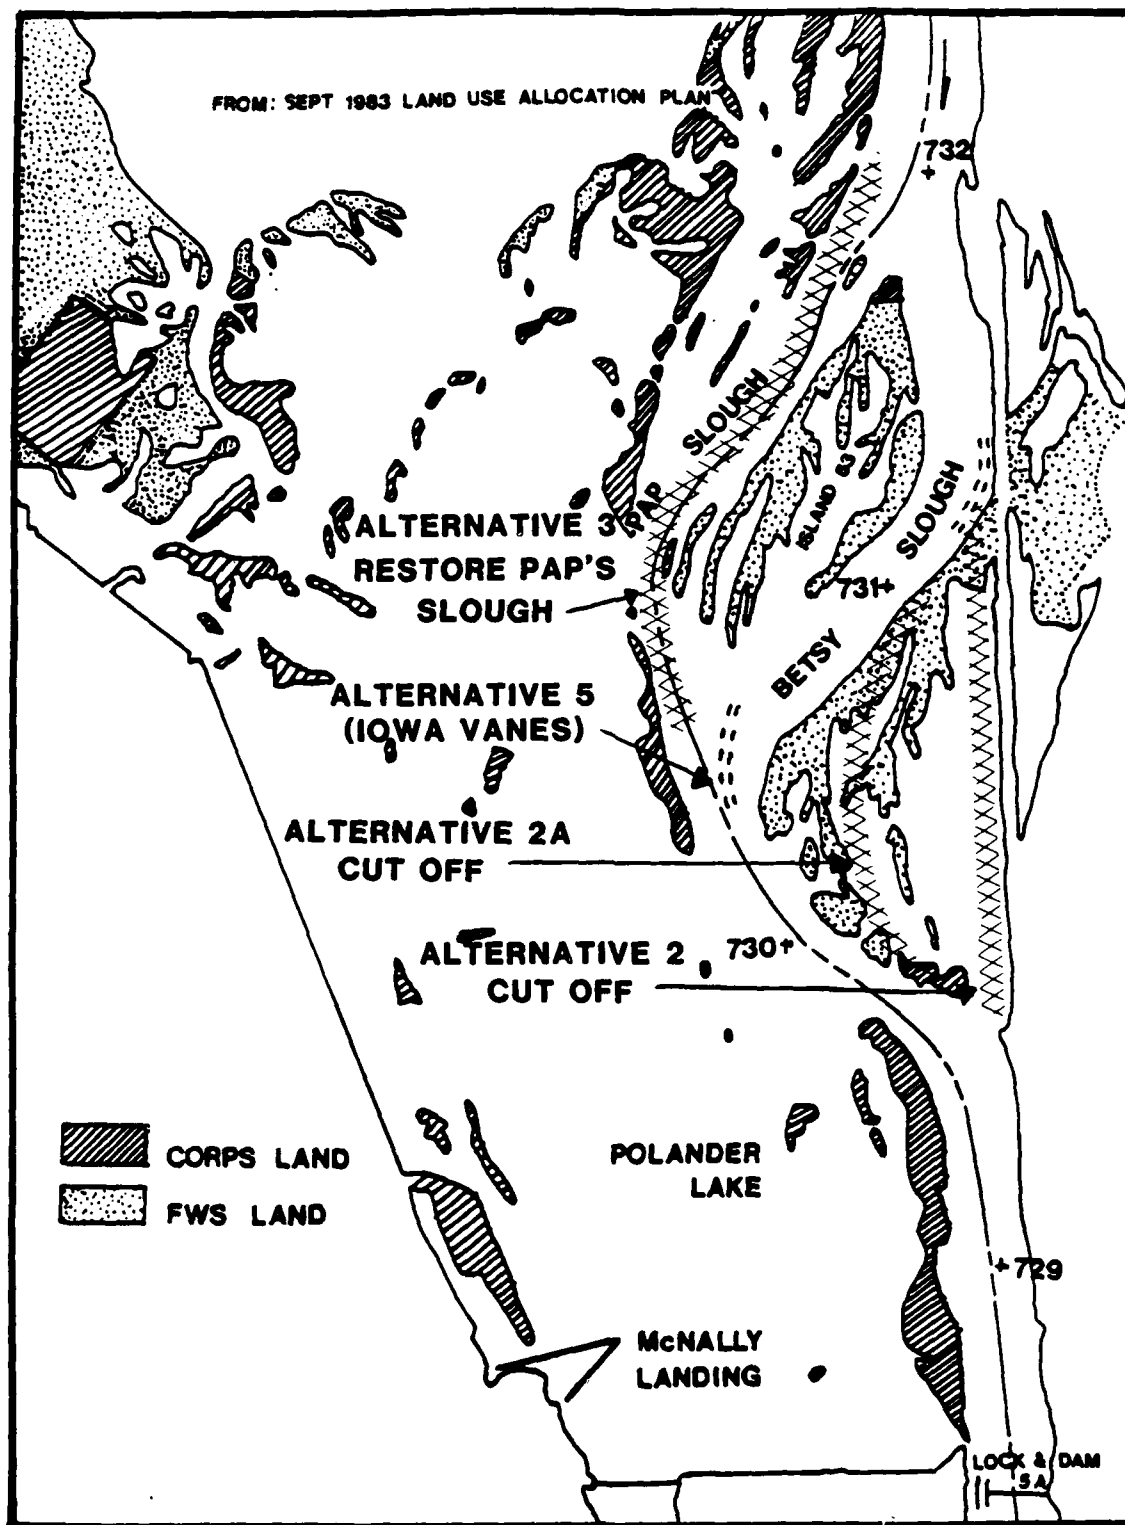 FROM: SEPT 1983 LAND USE ALLOCATION PLAN
732
PAP SLOUGH
ISLAND 63
BETSY SLOUGH
731+
ALTERNATIVE 3
RESTORE PAP'S
SLOUGH
ALTERNATIVE 5
(IOWA VANES)
ALTERNATIVE 2A
CUT OFF
ALTERNATIVE 2
CUT OFF
730+
CORPS LAND
FWS LAND
POLANDER
LAKE
+729
McNALLY
LANDING
LOCK & DAM
5A